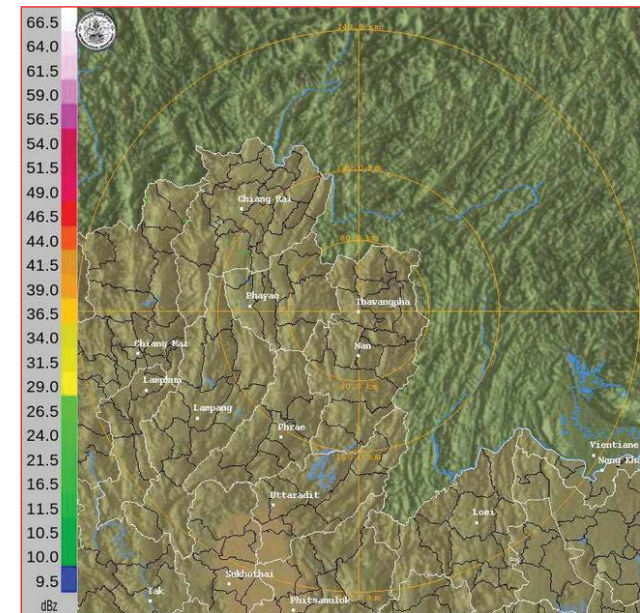 66.5
64.0
61.5
59.0
56.5
54.0
51.5
49.0
46.5
44.0
41.5
39.0
36.5
34.0
31.5
29.0
26.5
24.0
21.5
16.5
11.5
10.5
10.0
9.5
dBz
Chiang Rai
Phayao
Thawangpha
Nan
Chiang Mai
Lamphun
Lampang
Phrae
Uttaradit
Vientiane
Nong Kha
Loei
Sukhothai
Tak
Phitsanulok